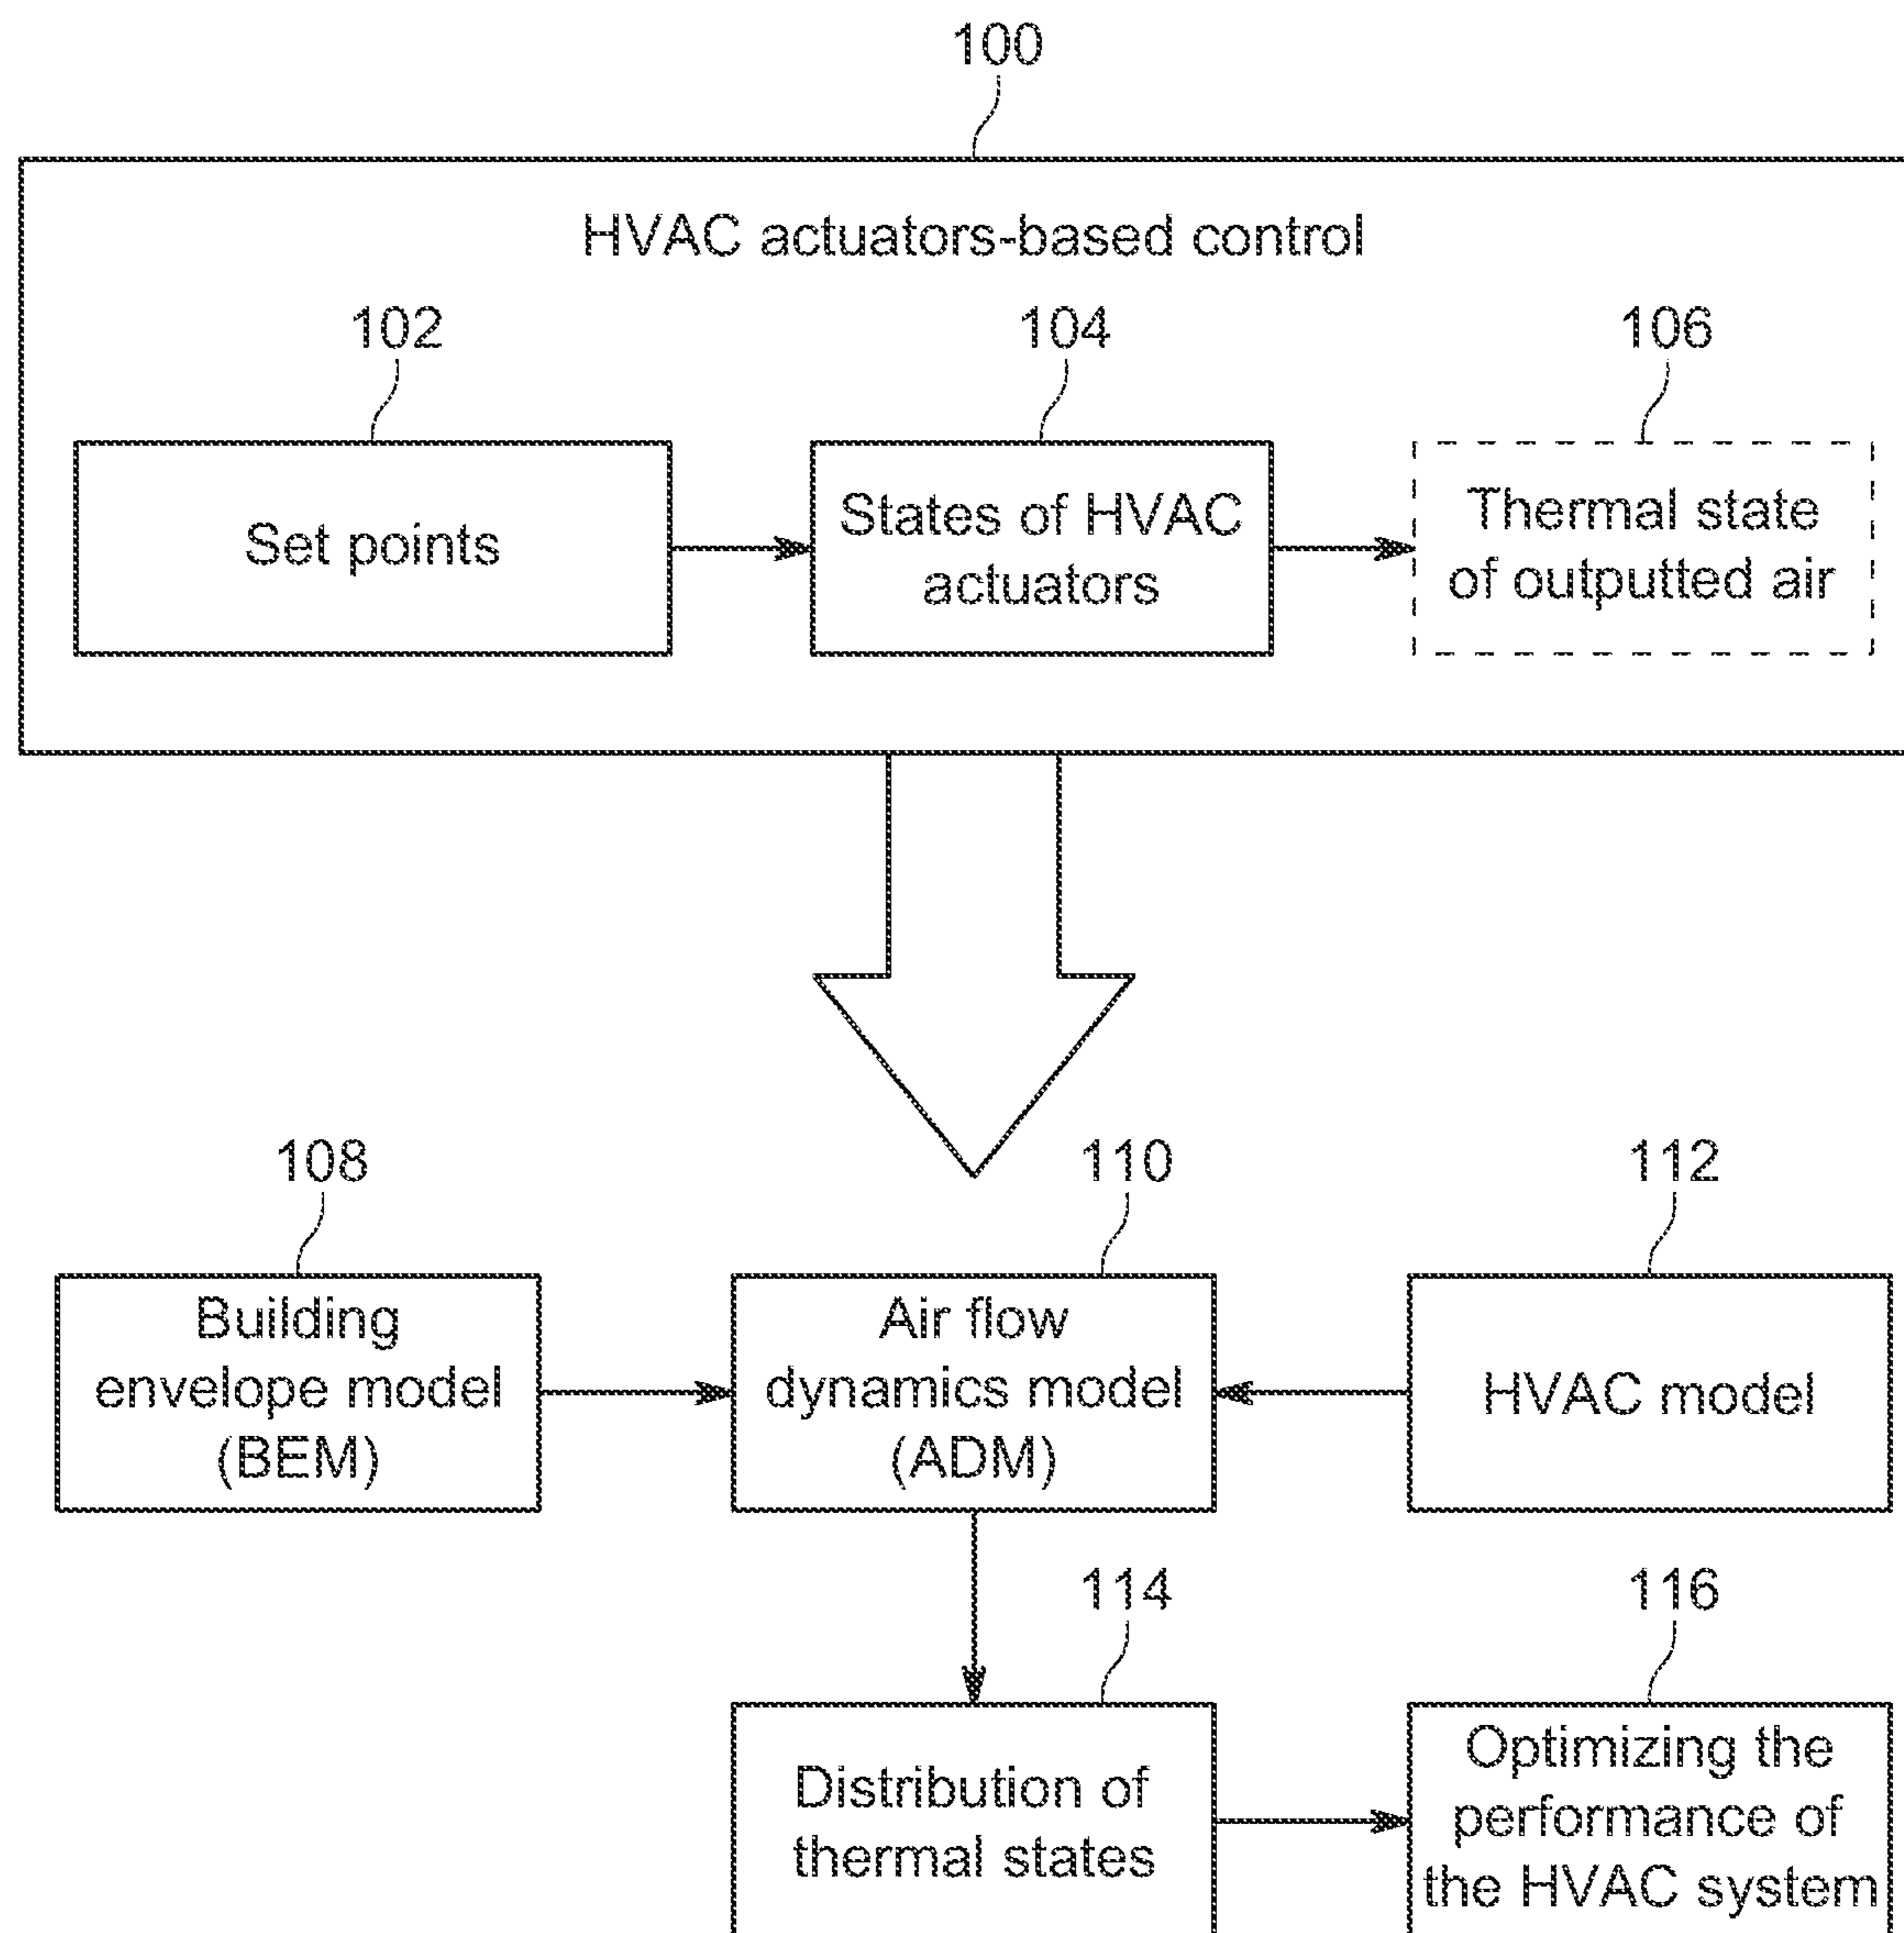 100
HVAC actuators-based control
102
104
106
Set points
States of HVAC
actuators
Thermal state
of outputted air
108
110
112
Building
envelope model
(BEM)
Air flow
dynamics model
(ADM)
HVAC model
114
116
Distribution of
thermal states
Optimizing the
performance of
the HVAC system